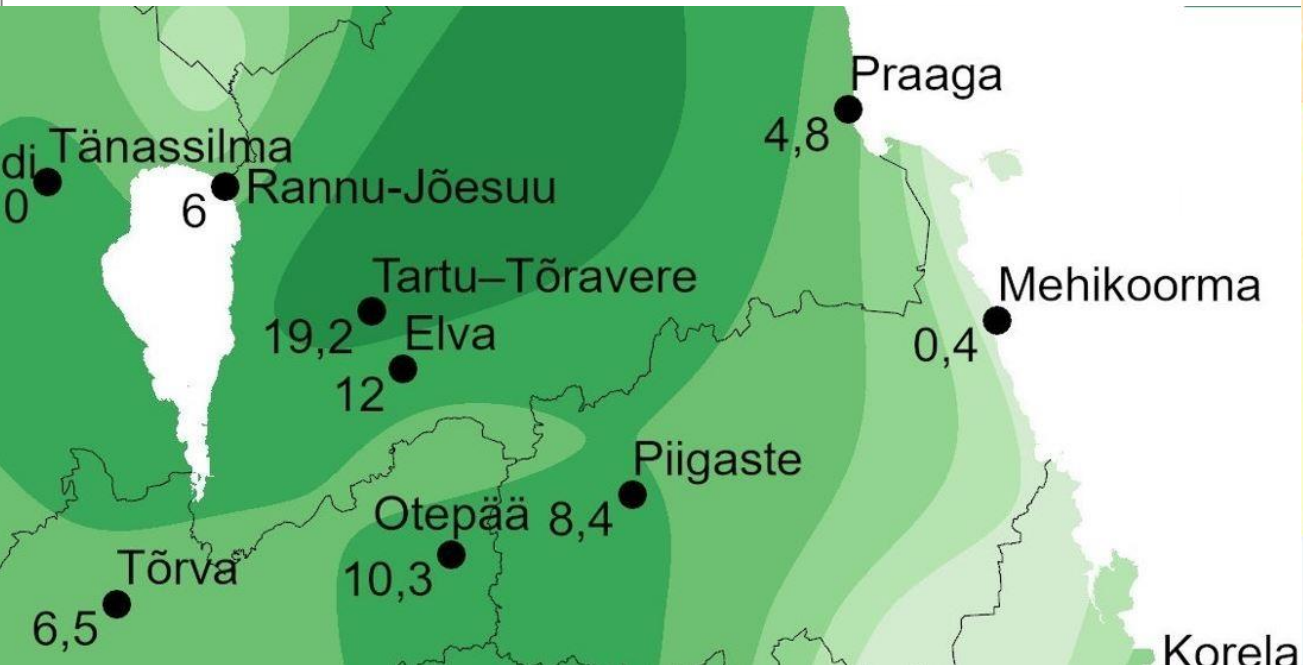 Praaga
4,8
di
0
Tänassilma
Rannu-Jõesuu
6
Tartu–Tõravere
19,2
Elva
12
Mehikoorma
0,4
Piigaste
8,4
Otepää
10,3
Tõrva
6,5
Korela